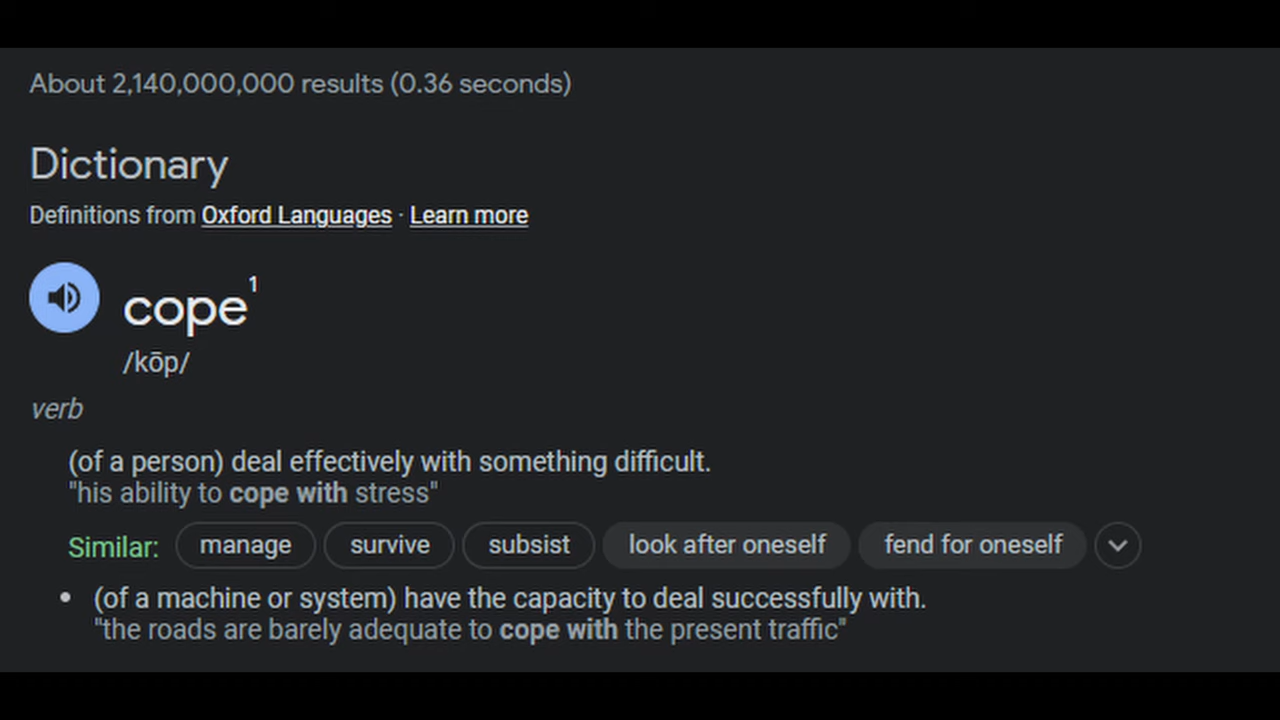 About 2,140,000,000 results (0.36 seconds)
Dictionary
Definitions from Oxford Languages · Learn more
cope¹
/kōp/
verb
(of a person) deal effectively with something difficult.
"his ability to cope with stress"
Similar: manage survive subsist look after oneself fend for oneself
• (of a machine or system) have the capacity to deal successfully with.
"the roads are barely adequate to cope with the present traffic"